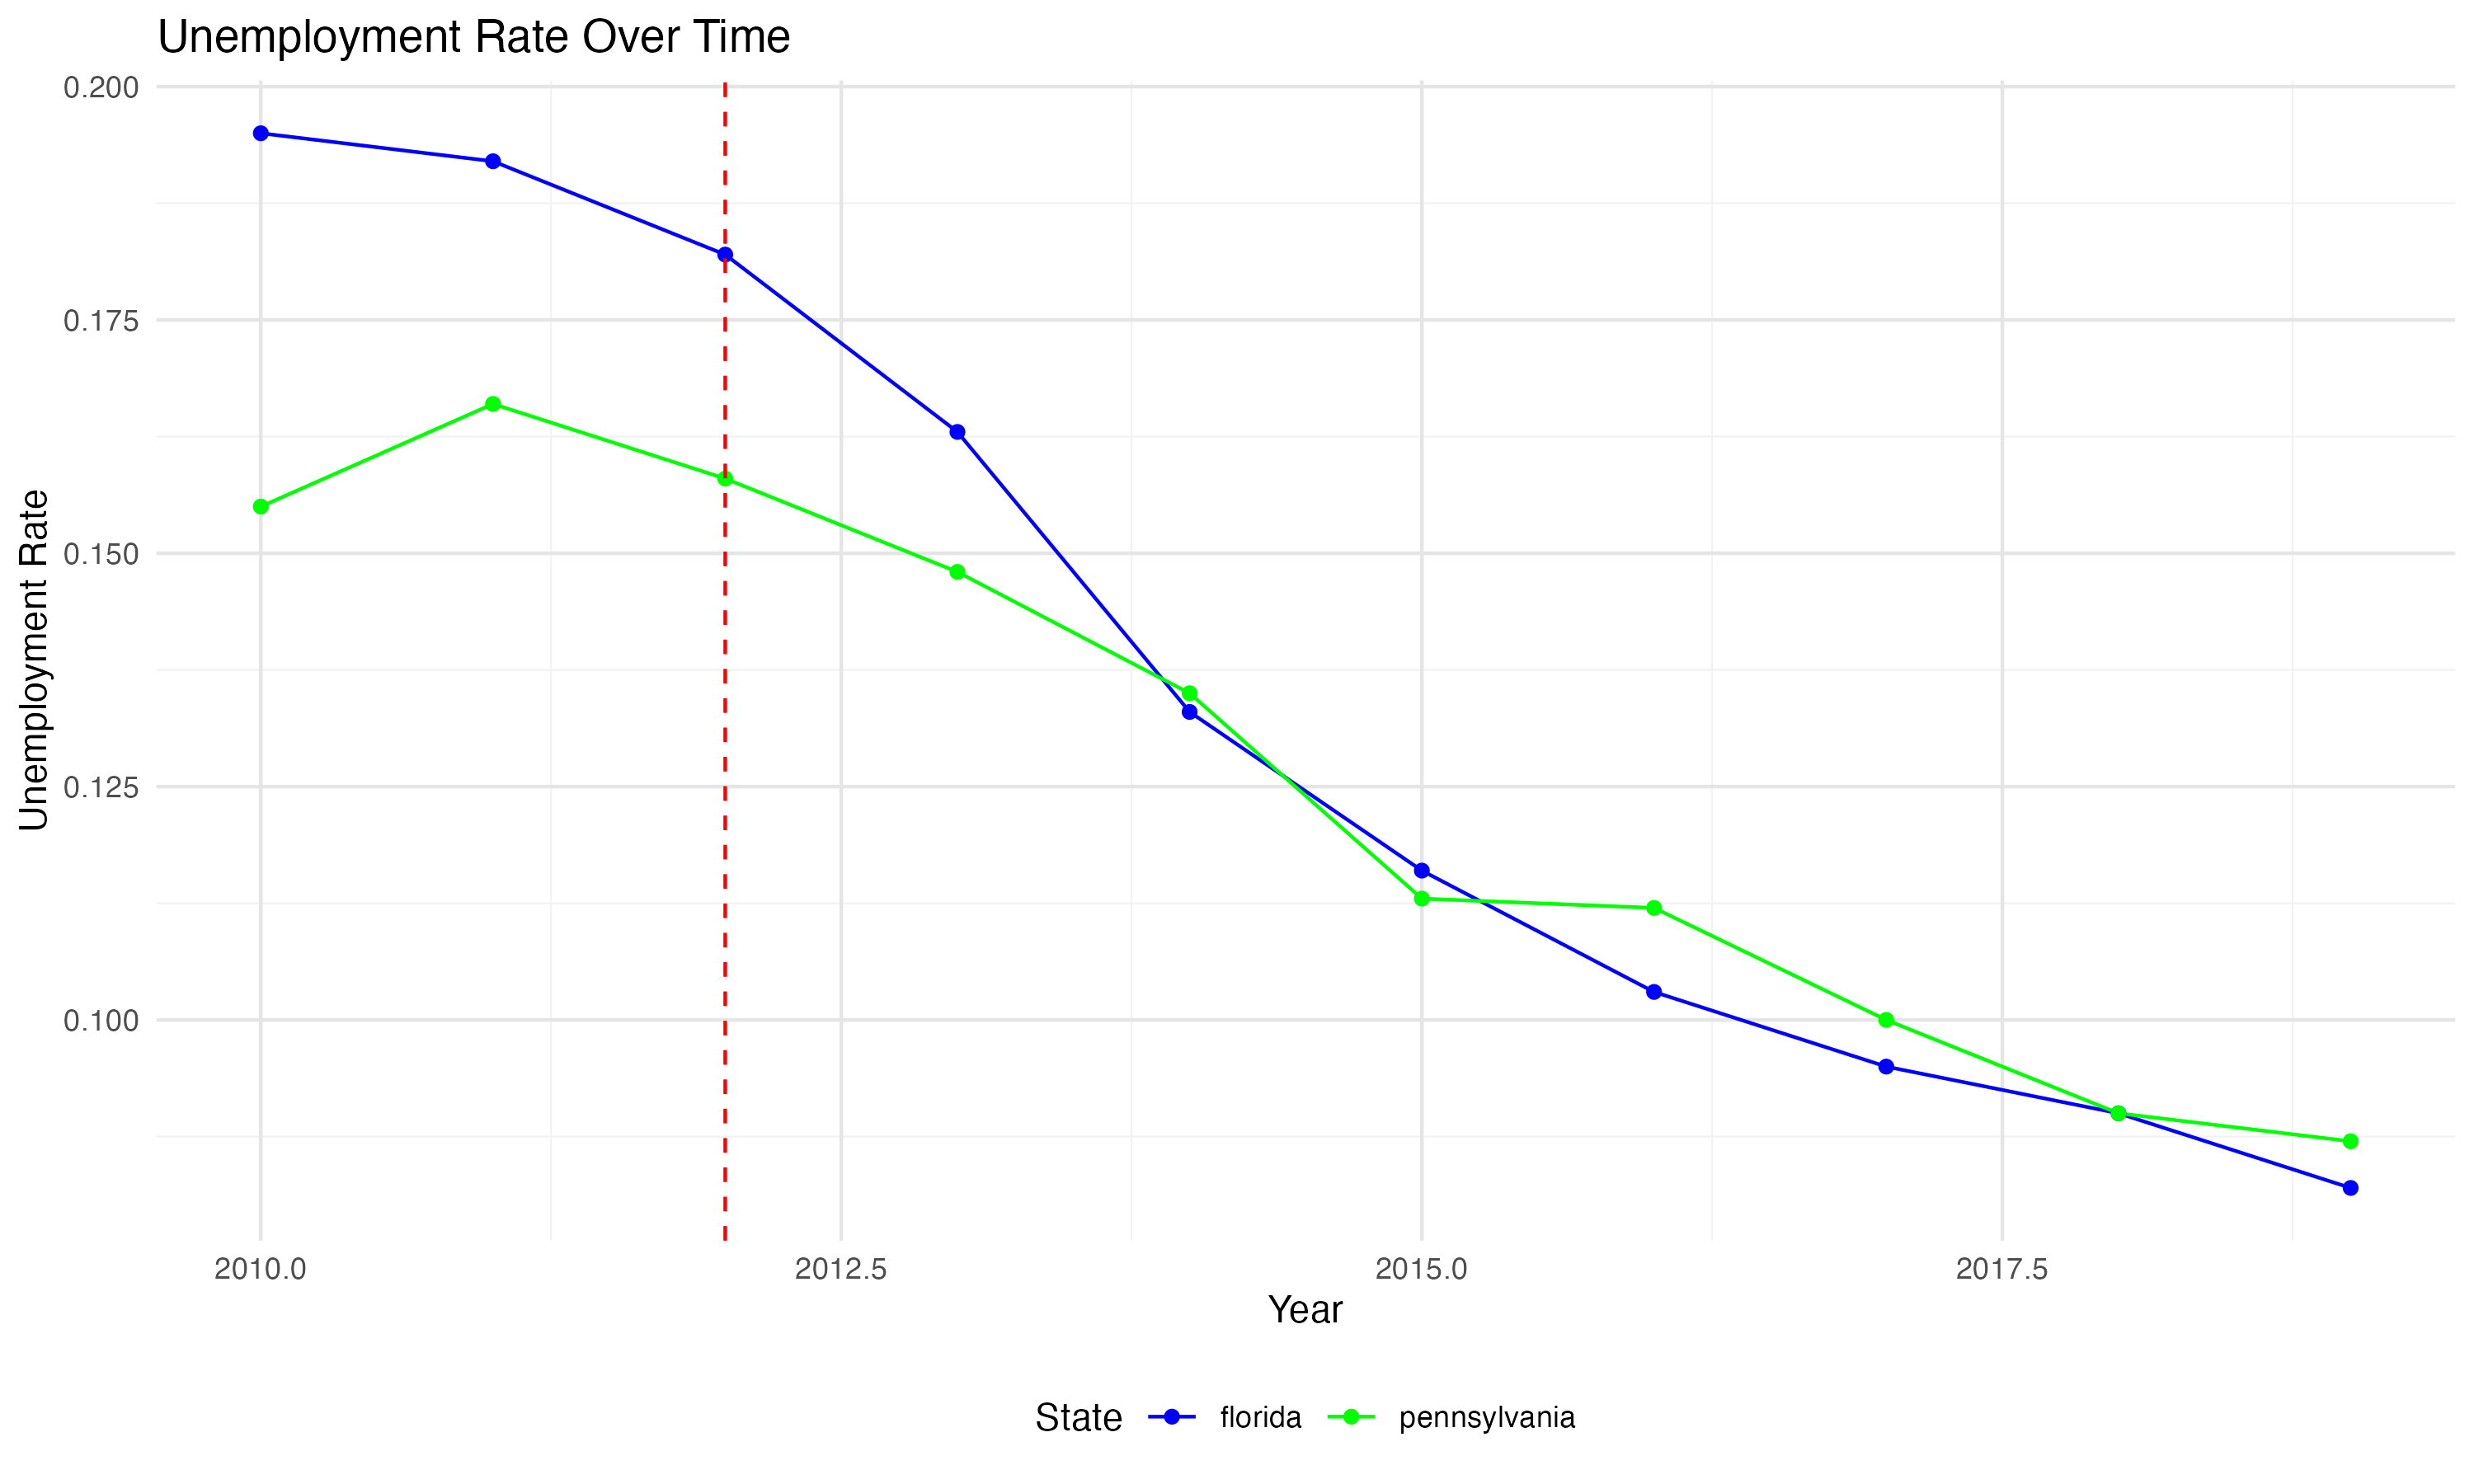 Unemployment Rate Over Time
Unemployment Rate
0.200
0.175
0.150
0.125
0.100
2010.0 2012.5 2015.0 2017.5
Year
State florida pennsylvania